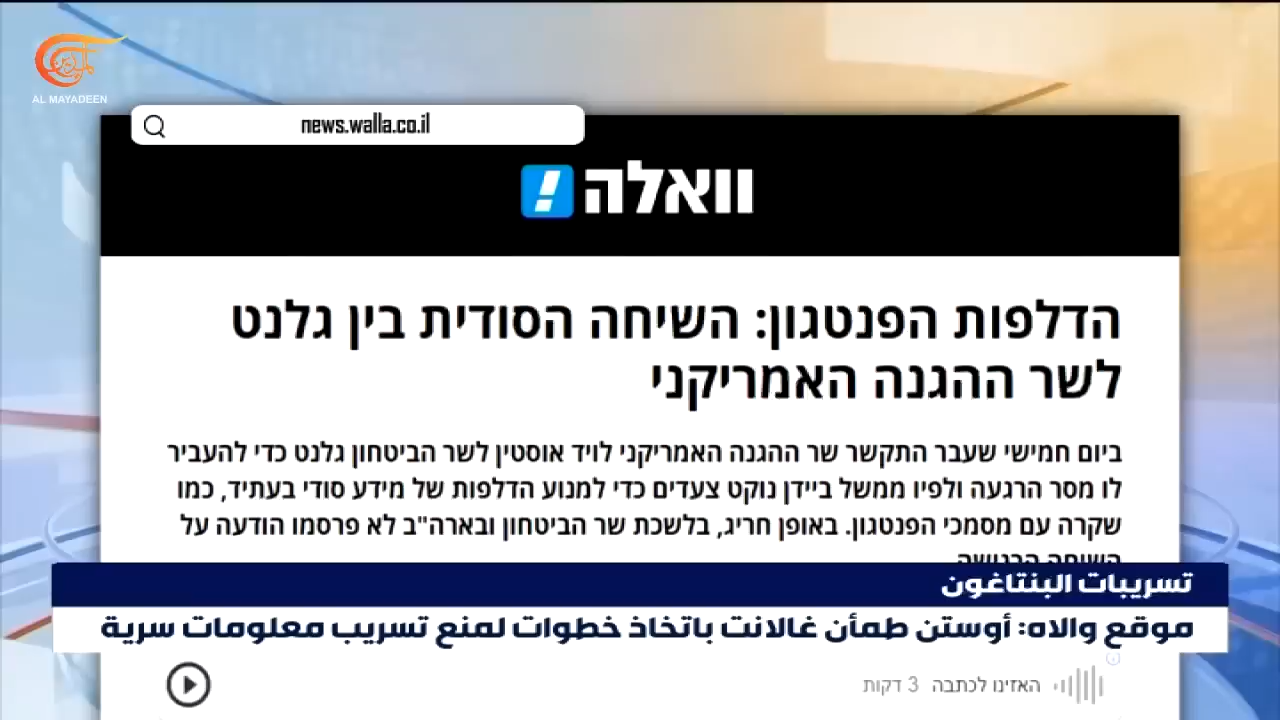 AL MAYADEEN
news.walla.co.il
וואלה!
הדלפות הפנטגון: השיחה הסודית בין גלנט
לשר ההגנה האמריקני
ביום חמישי שעבר התקשר שר ההגנה האמריקני לויד אוסטין לשר הביטחון גלנט כדי להעביר
לו מסר הרגעה ולפיו ממשל ביידן נוקט צעדים כדי למנוע הדלפות של מידע סודי בעתיד, כמו
שקרה עם מסמכי הפנטגון. באופן חריג, בלשכת שר הביטחון ובארה"ב לא פרסמו הודעה על
תسريبات البنتاغون
موقع والاه: أوستن طمأن غالانت باتخاذ خطوات لمنع تسريب معلومات سرية
האזינו לכתבה 3 דקות